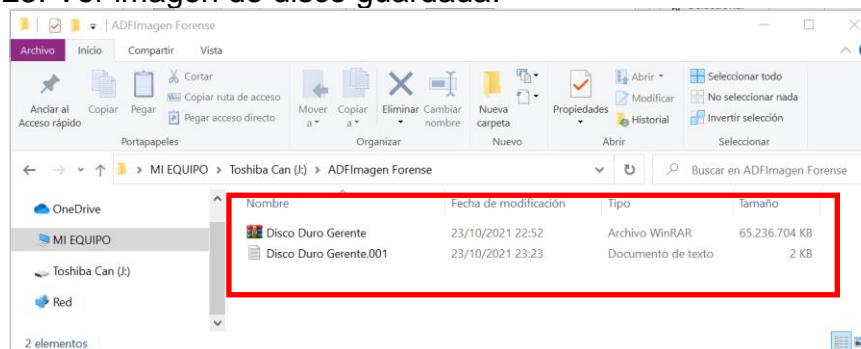 ADFImagen Forense
Archivo Inicio Compartir Vista
Andar al Acceso rápido
Copiar
Pegar
Cortar
Copiar ruta de acceso
Pegar acceso directo
Portapapeles
Mover a
Copiar a
Eliminar
Cambiar nombre
Organizar
Nueva carpeta
Nuevo
Propiedades
Abrir
Modificar
Historial
Abrir
Seleccionar todo
No seleccionar nada
Invertir selección
Seleccionar
MI EQUIPO > Toshiba Can (J:) > ADFImagen Forense
Buscar en ADFImagen Forense
OneDrive
MI EQUIPO
Toshiba Can (J:)
Red
Nombre Fecha de modificación Tipo Tamaño
Disco Duro Gerente 23/10/2021 22:52 Archivo WinRAR 65.236.704 KB
Disco Duro Gerente.001 23/10/2021 23:23 Documento de texto 2 KB
2 elementos